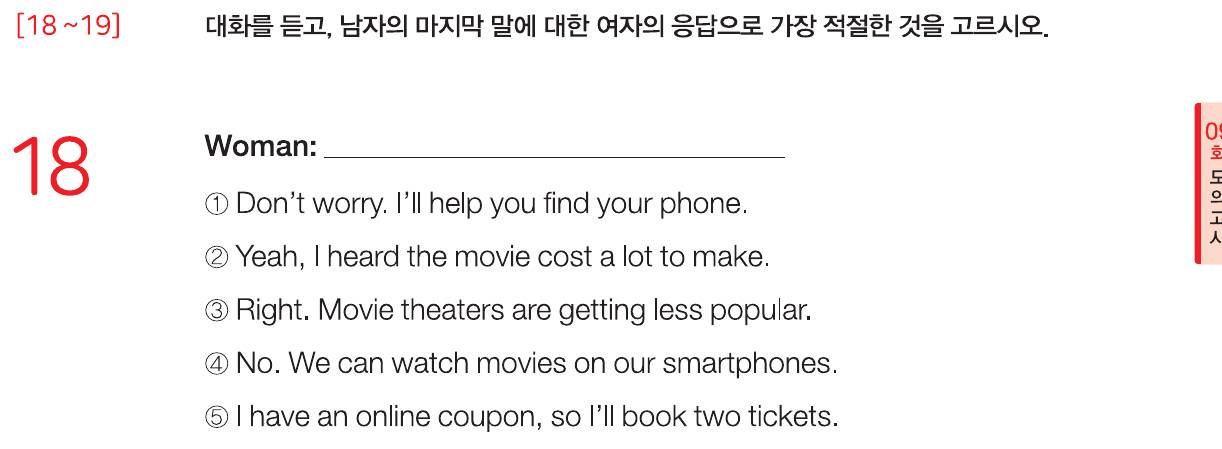 [18~19] 대화를 듣고, 남자의 마지막 말에 대한 여자의 응답으로 가장 적절한 것을 고르시오.
18
Woman:
① Don't worry. I'll help you find your phone.
② Yeah, I heard the movie cost a lot to make.
③ Right. Movie theaters are getting less popular.
④ No. We can watch movies on our smartphones.
⑤ I have an online coupon, so I'll book two tickets.